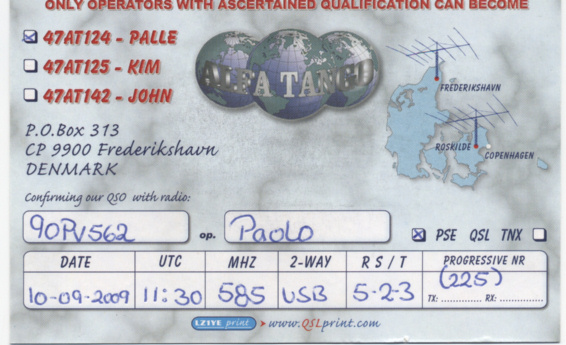 ONLY OPERATORS WITH ASCERTAINED QUALIFICATION CAN BECOME
47AT124 - PALLE
47AT125 - KIM
47AT142 - JOHN
ALFA TANGO
FREDERIKSHAVN
ROSKILDE
COPENHAGEN
P.O.Box 313
CP 9900 Frederikshavn
DENMARK
Confirming our QSO with radio:
90PV562 op. Paolo PSE QSL TNX
DATE UTC MHZ 2-WAY R S / T PROGRESSIVE NR
10-09-2009 11:30 585 USB 5-2-3 (225)
TX: .............. RX: ..............
LZ1YE print www.QSLprint.com